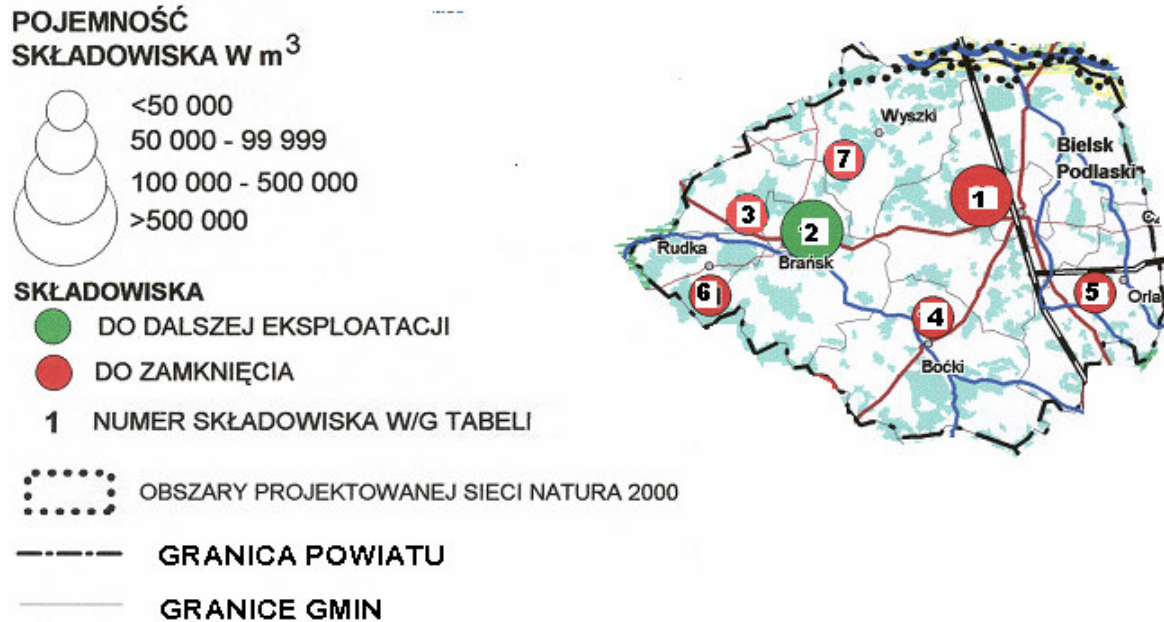 POJEMNOŚĆ
SKŁADOWISKA W m³
<50 000
50 000 - 99 999
100 000 - 500 000
>500 000
SKŁADOWISKA
DO DALSZEJ EKSPLOATACJI
DO ZAMKNIĘCIA
1 NUMER SKŁADOWISKA W/G TABELI
OBSZARY PROJEKTOWANEJ SIECI NATURA 2000
GRANICA POWIATU
GRANICE GMIN
Wyszki
Bielsk
Podlaski
7
1
3
2
Rudka
Brańsk
6
5
Orla
4
Boćki